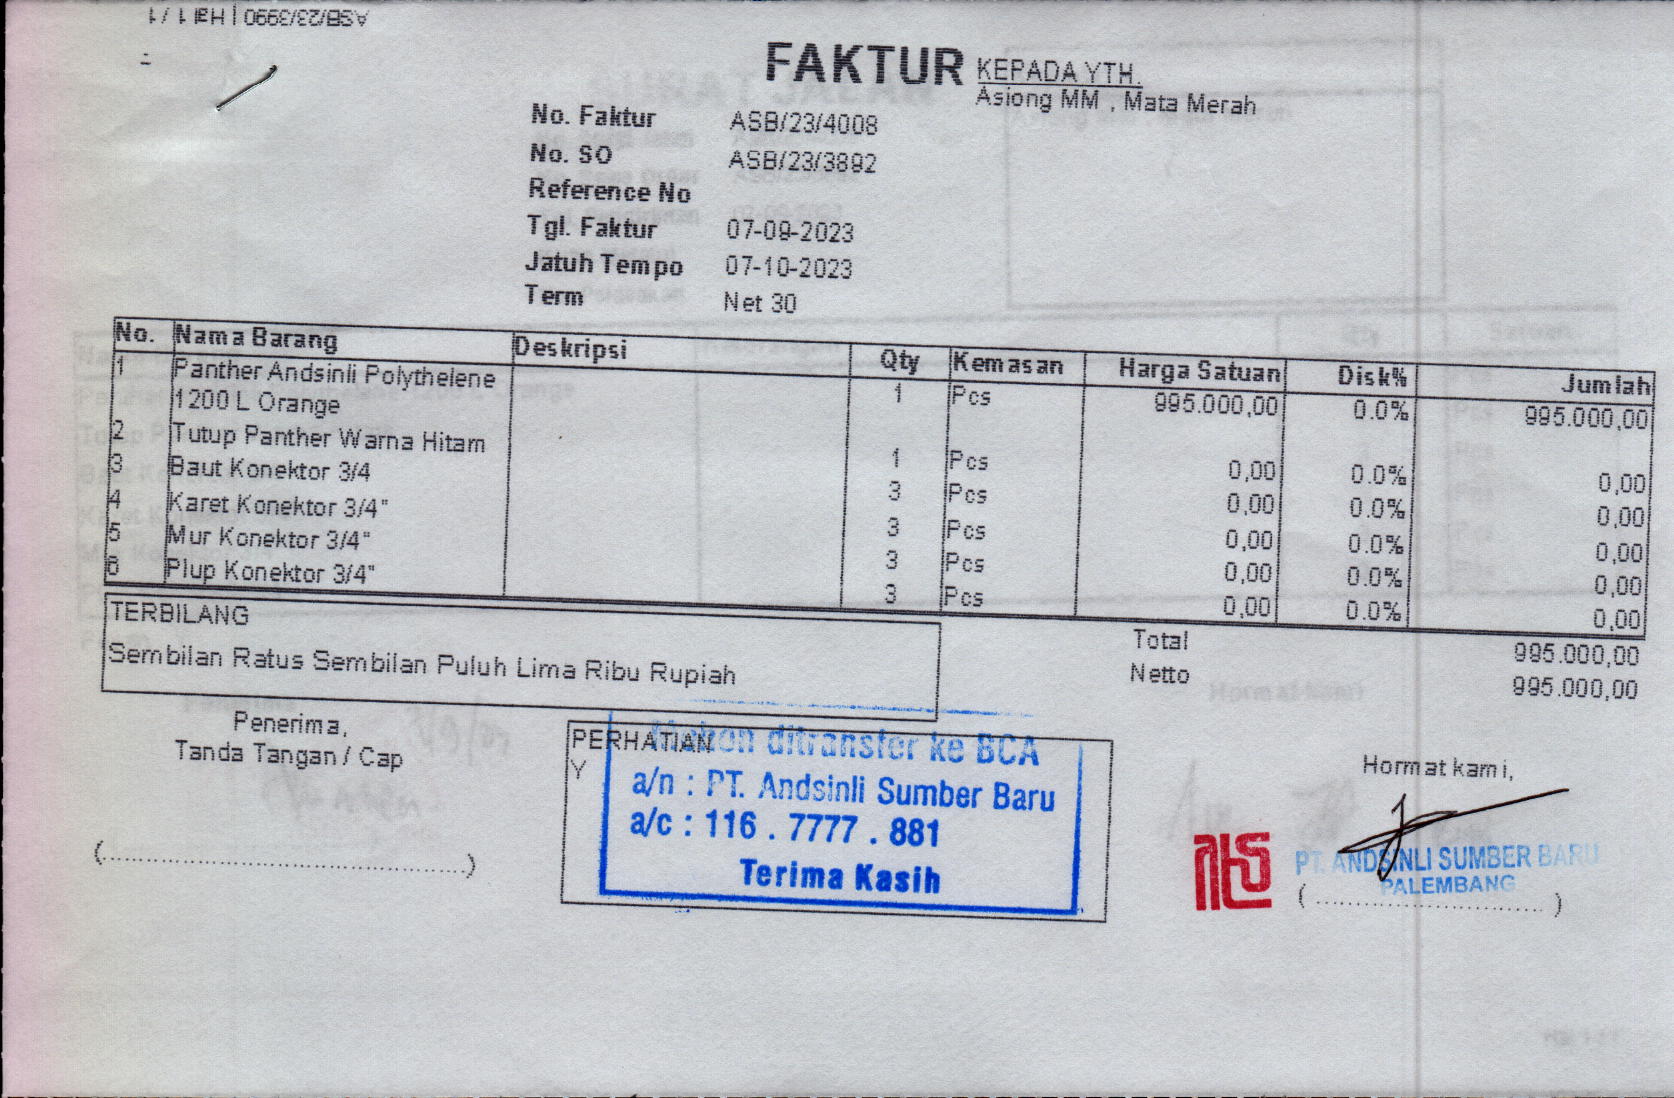 ASB/23/3990 | Hal 1 / 1
FAKTUR
KEPADA YTH.
Asiong MM , Mata Merah
No. Faktur ASB/23/4008
No. SO ASB/23/3892
Reference No
Tgl. Faktur 07-09-2023
Jatuh Tempo 07-10-2023
Term Net 30
No. Nama Barang Deskripsi Qty Kemasan Harga Satuan Disk% Jumlah
1 Panther Andsinli Polythelene 1 Pcs 995.000,00 0.0% 995.000,00
1200 L Orange
2 Tutup Panther Warna Hitam 1 Pcs 0,00 0.0% 0,00
3 Baut Konektor 3/4 3 Pcs 0,00 0.0% 0,00
4 Karet Konektor 3/4" 3 Pcs 0,00 0.0% 0,00
5 Mur Konektor 3/4" 3 Pcs 0,00 0.0% 0,00
6 Plup Konektor 3/4" 3 Pcs 0,00 0.0% 0,00
TERBILANG
Sembilan Ratus Sembilan Puluh Lima Ribu Rupiah
Total 995.000,00
Netto 995.000,00
Penerima,
Tanda Tangan / Cap
(........................................)
PERHATIAN
Y
Mohon ditransfer ke BCA
a/n : PT. Andsinli Sumber Baru
a/c : 116 . 7777 . 881
Terima Kasih
Hormat kami,
PT. ANDSINLI SUMBER BARU
PALEMBANG
(................................)